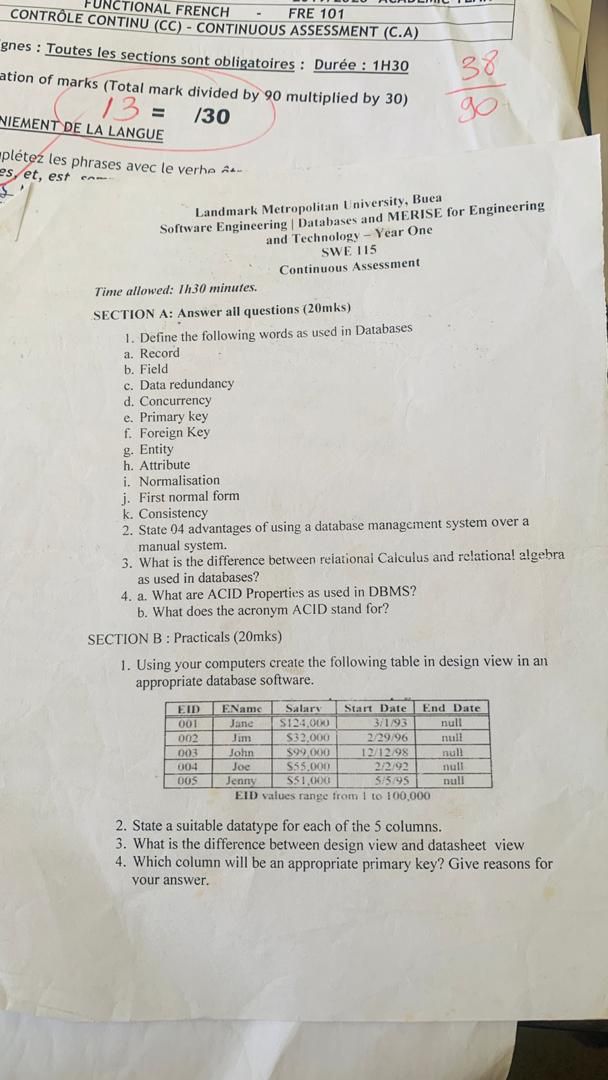 FUNCTIONAL FRENCH - FRE 101
CONTRÔLE CONTINU (CC) - CONTINUOUS ASSESSMENT (C.A)
ignes : Toutes les sections sont obligatoires : Durée : 1H30
38
90
ation of marks (Total mark divided by 90 multiplied by 30)
13 = /30
NIEMENT DE LA LANGUE
mplétez les phrases avec le verbe
es, et, est
Landmark Metropolitan University, Buea
Software Engineering | Databases and MERISE for Engineering
and Technology – Year One
SWE 115
Continuous Assessment
Time allowed: 1h30 minutes.
SECTION A: Answer all questions (20mks)
1. Define the following words as used in Databases
a. Record
b. Field
c. Data redundancy
d. Concurrency
e. Primary key
f. Foreign Key
g. Entity
h. Attribute
i. Normalisation
j. First normal form
k. Consistency
2. State 04 advantages of using a database management system over a
manual system.
3. What is the difference between relational Calculus and relational algebra
as used in databases?
4. a. What are ACID Properties as used in DBMS?
b. What does the acronym ACID stand for?
SECTION B : Practicals (20mks)
1. Using your computers create the following table in design view in an
appropriate database software.
EID EName Salary Start Date End Date
001 Jane $124,000 3/1/93 null
002 Jim $32,000 2/29/96 null
003 John $99,000 12/12/98 null
004 Joe $55,000 2/2/92 null
005 Jenny $51,000 5/5/95 null
EID values range from 1 to 100,000
2. State a suitable datatype for each of the 5 columns.
3. What is the difference between design view and datasheet view
4. Which column will be an appropriate primary key? Give reasons for
your answer.